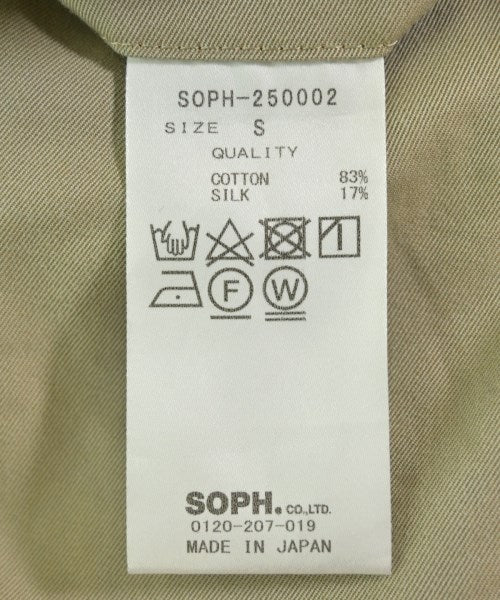 SOPH-250002
SIZE S
QUALITY
COTTON 83%
SILK 17%
F W
SOPH. CO.,LTD.
0120-207-019
MADE IN JAPAN